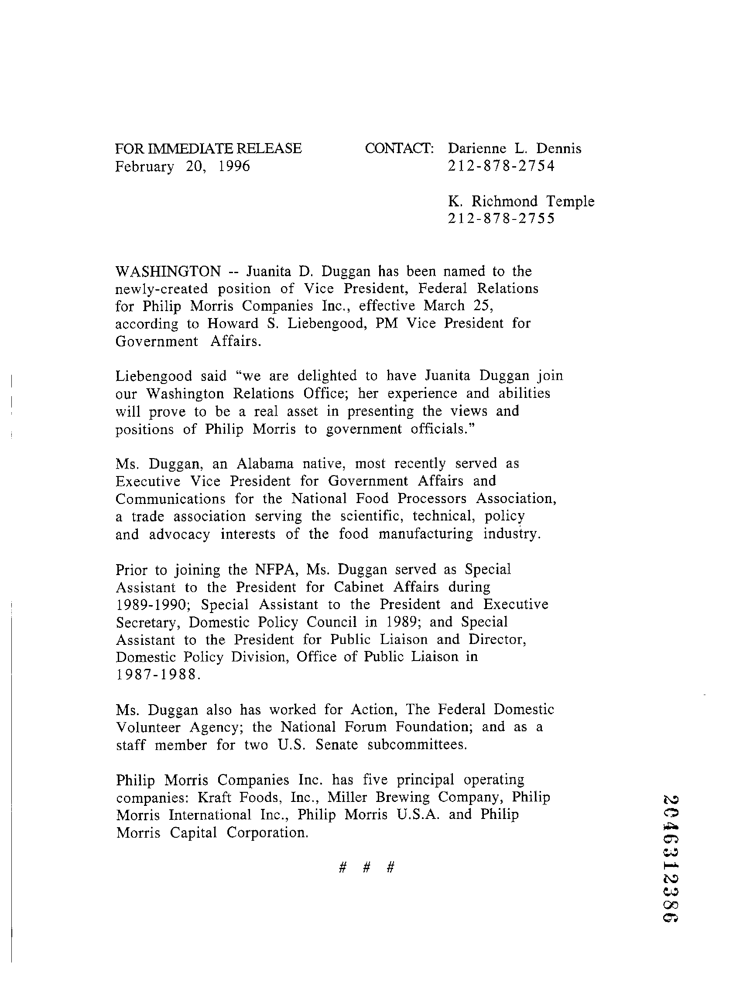 FOR IMMEDIATE RELEASE CONTACT: Darienne L. Dennis
February 20, 1996 212-878-2754
K. Richmond Temple
212-878-2755
WASHINGTON -- Juanita D. Duggan has been named to the
newly-created position of Vice President, Federal Relations
for Philip Morris Companies Inc., effective March 25,
according to Howard S. Liebengood, PM Vice President for
Government Affairs.
Liebengood said “we are delighted to have Juanita Duggan join
our Washington Relations Office; her experience and abilities
will prove to be a real asset in presenting the views and
positions of Philip Morris to government officials.”
Ms. Duggan, an Alabama native, most recently served as
Executive Vice President for Government Affairs and
Communications for the National Food Processors Association,
a trade association serving the scientific, technical, policy
and advocacy interests of the food manufacturing industry.
Prior to joining the NFPA, Ms. Duggan served as Special
Assistant to the President for Cabinet Affairs during
1989-1990; Special Assistant to the President and Executive
Secretary, Domestic Policy Council in 1989; and Special
Assistant to the President for Public Liaison and Director,
Domestic Policy Division, Office of Public Liaison in
1987-1988.
Ms. Duggan also has worked for Action, The Federal Domestic
Volunteer Agency; the National Forum Foundation; and as a
staff member for two U.S. Senate subcommittees.
Philip Morris Companies Inc. has five principal operating
companies: Kraft Foods, Inc., Miller Brewing Company, Philip
Morris International Inc., Philip Morris U.S.A. and Philip
Morris Capital Corporation.
# # #
2046312386